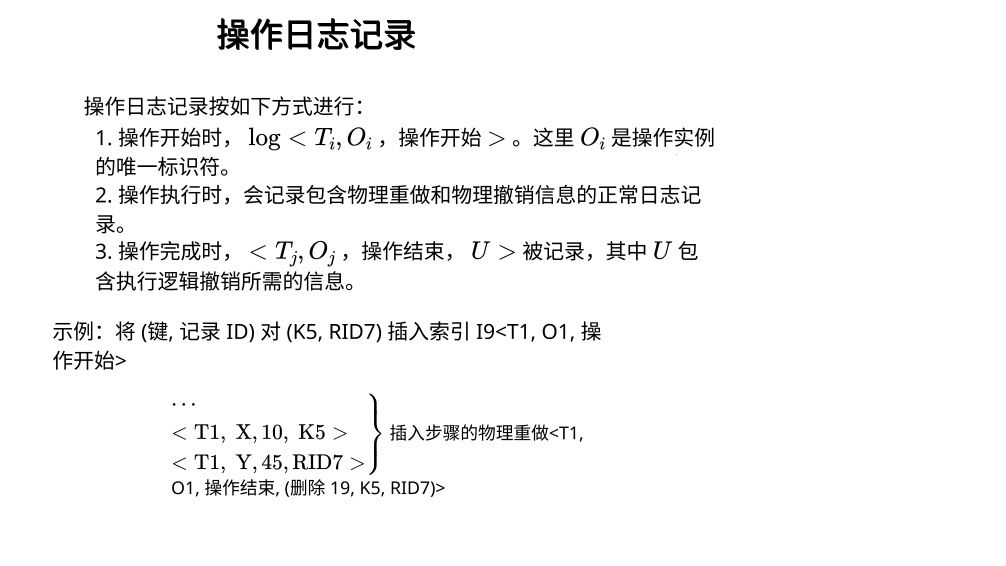 操作日志记录
操作日志记录按如下方式进行：
1. 操作开始时， log < T_i, O_i ，操作开始 > 。这里 O_i 是操作实例
的唯一标识符。
2. 操作执行时，会记录包含物理重做和物理撤销信息的正常日志记
录。
3. 操作完成时， < T_j, O_j ，操作结束， U > 被记录，其中 U 包
含执行逻辑撤销所需的信息。
示例：将 (键, 记录 ID) 对 (K5, RID7) 插入索引 I9<T1, O1, 操
作开始>
...
< T1, X, 10, K5 >
插入步骤的物理重做<T1,
< T1, Y, 45, RID7 >
O1, 操作结束, (删除 19, K5, RID7)>